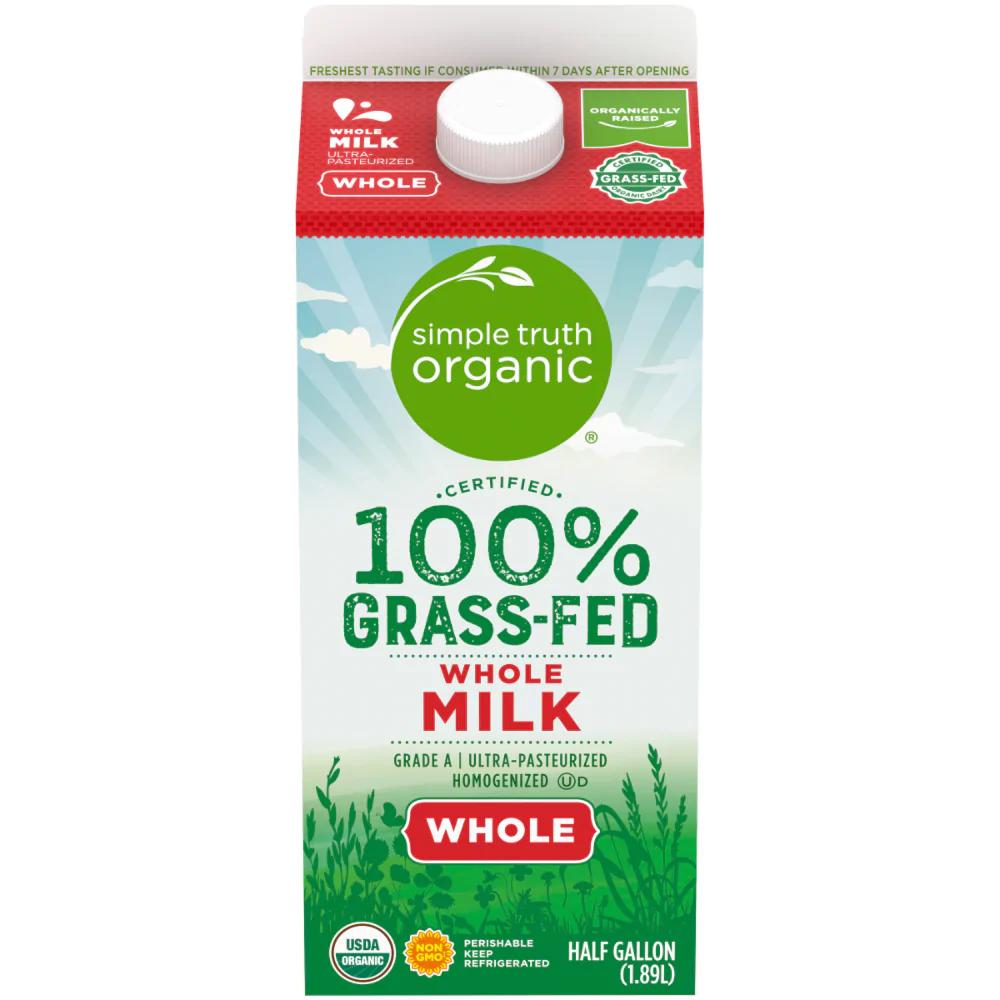 FRESHEST TASTING IF CONSUMED WITHIN 7 DAYS AFTER OPENING
WHOLE
MILK
ULTRA-
PASTEURIZED
WHOLE
ORGANICALLY
RAISED
CERTIFIED
GRASS-FED
ORGANIC DAIRY
simple truth
organic
®
•CERTIFIED•
100%
GRASS-FED
WHOLE
MILK
GRADE A | ULTRA-PASTEURIZED
HOMOGENIZED ⓊD
WHOLE
USDA
ORGANIC
NON
GMO
PERISHABLE
KEEP
REFRIGERATED
HALF GALLON
(1.89L)